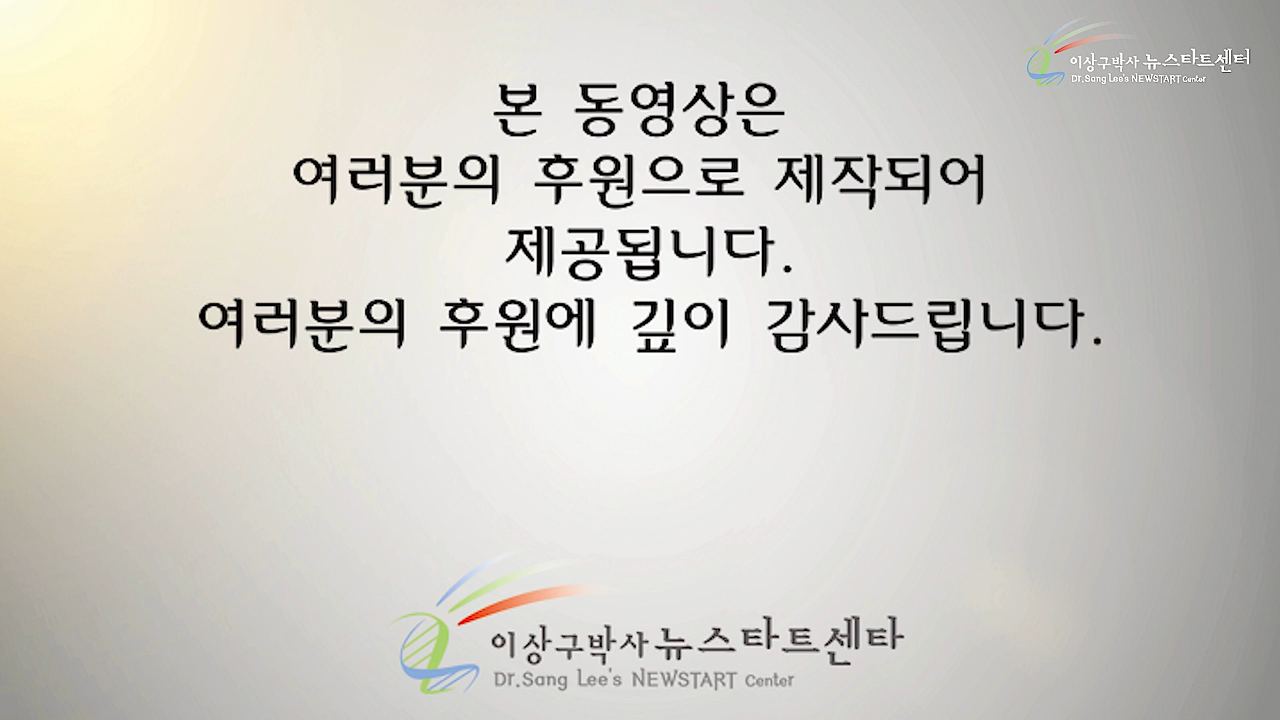 이상구박사 뉴스타트센터
Dr.Sang Lee's NEWSTART Center
본 동영상은
여러분의 후원으로 제작되어
제공됩니다.
여러분의 후원에 깊이 감사드립니다.
이상구박사 뉴스타트센타
Dr.Sang Lee's NEWSTART Center